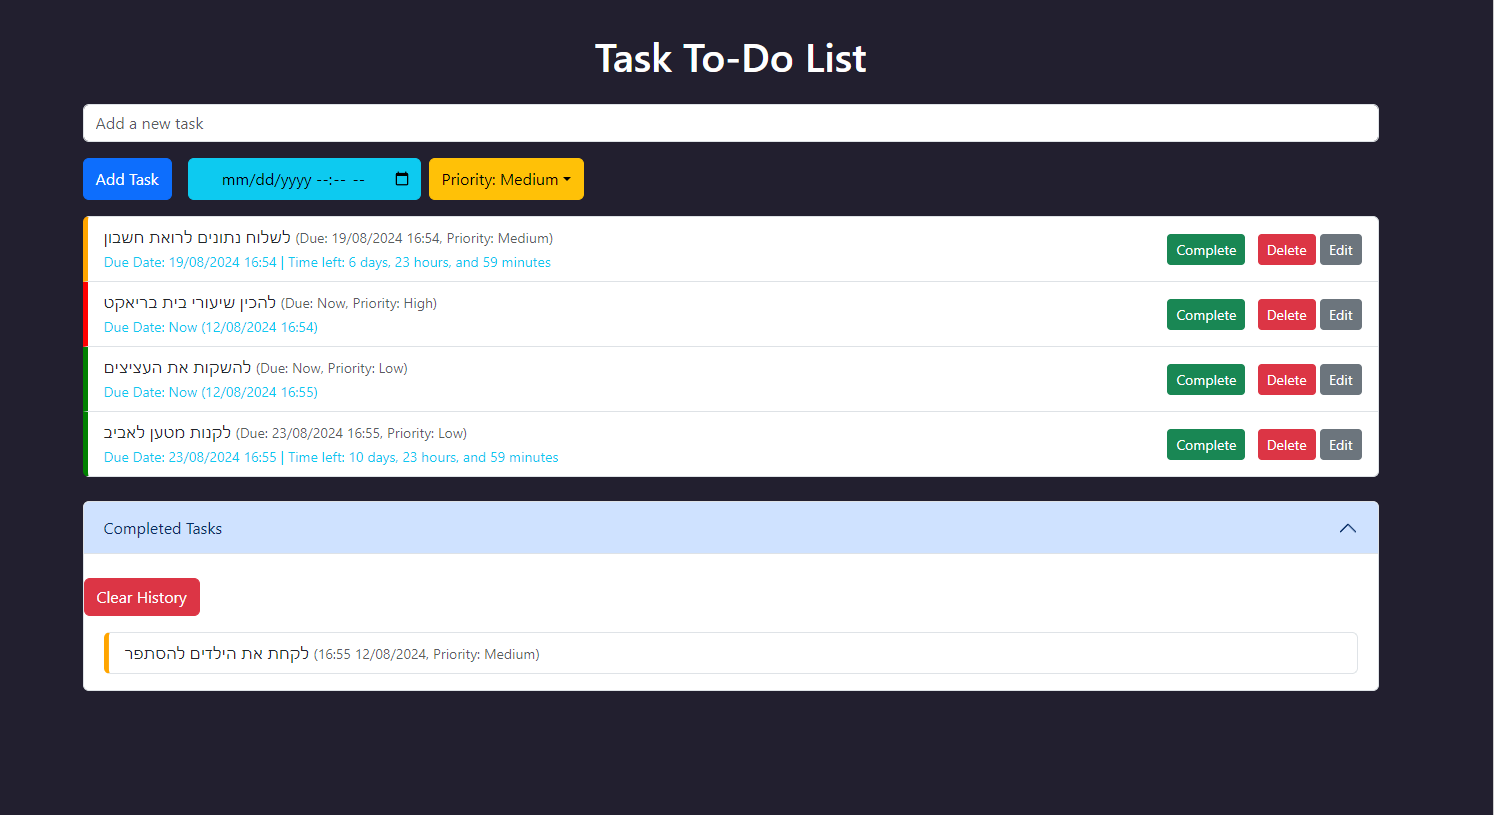 Task To-Do List
Add a new task
Add Task mm/dd/yyyy --:-- -- Priority: Medium
לשלוח נתונים לרואת חשבון (Due: 19/08/2024 16:54, Priority: Medium)
Due Date: 19/08/2024 16:54 | Time left: 6 days, 23 hours, and 59 minutes
Complete Delete Edit
להכין שיעורי בית בריאקט (Due: Now, Priority: High)
Due Date: Now (12/08/2024 16:54)
Complete Delete Edit
להשקות את העציצים (Due: Now, Priority: Low)
Due Date: Now (12/08/2024 16:55)
Complete Delete Edit
לקנות מטען לאביב (Due: 23/08/2024 16:55, Priority: Low)
Due Date: 23/08/2024 16:55 | Time left: 10 days, 23 hours, and 59 minutes
Complete Delete Edit
Completed Tasks
Clear History
לקחת את הילדים להסתפר (16:55 12/08/2024, Priority: Medium)